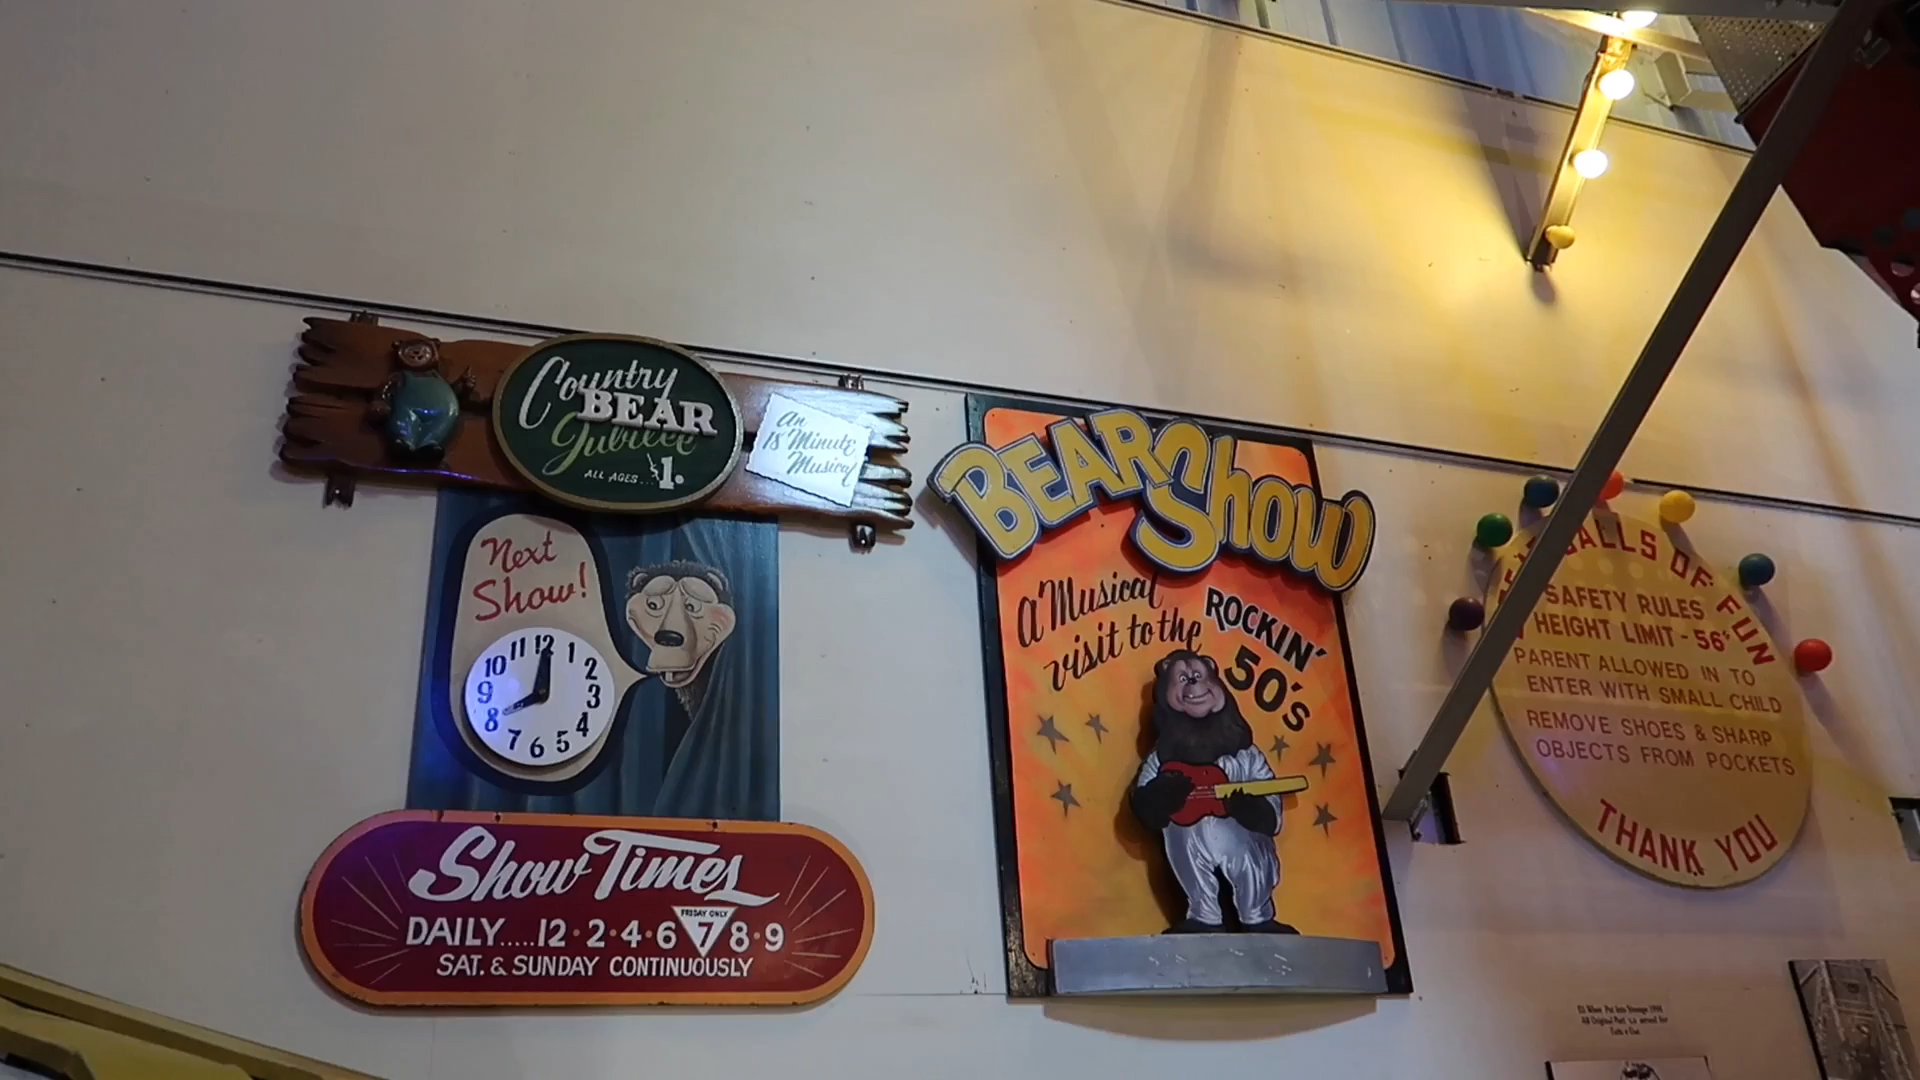 Country
BEAR
Jubilee
ALL AGES... $1.
An
18 Minute
Musical
Next
Show!
11 12 1
10 2
9 3
8 4
7 6 5
Show Times
FRIDAY ONLY
DAILY.....12·2·4·6 7 8·9
SAT. & SUNDAY CONTINUOUSLY
BEAR
Show
A Musical
visit to the
ROCKIN'
50's
BALLS OF FUN
SAFETY RULES
HEIGHT LIMIT - 56"
PARENT ALLOWED IN TO
ENTER WITH SMALL CHILD
REMOVE SHOES & SHARP
OBJECTS FROM POCKETS
THANK YOU